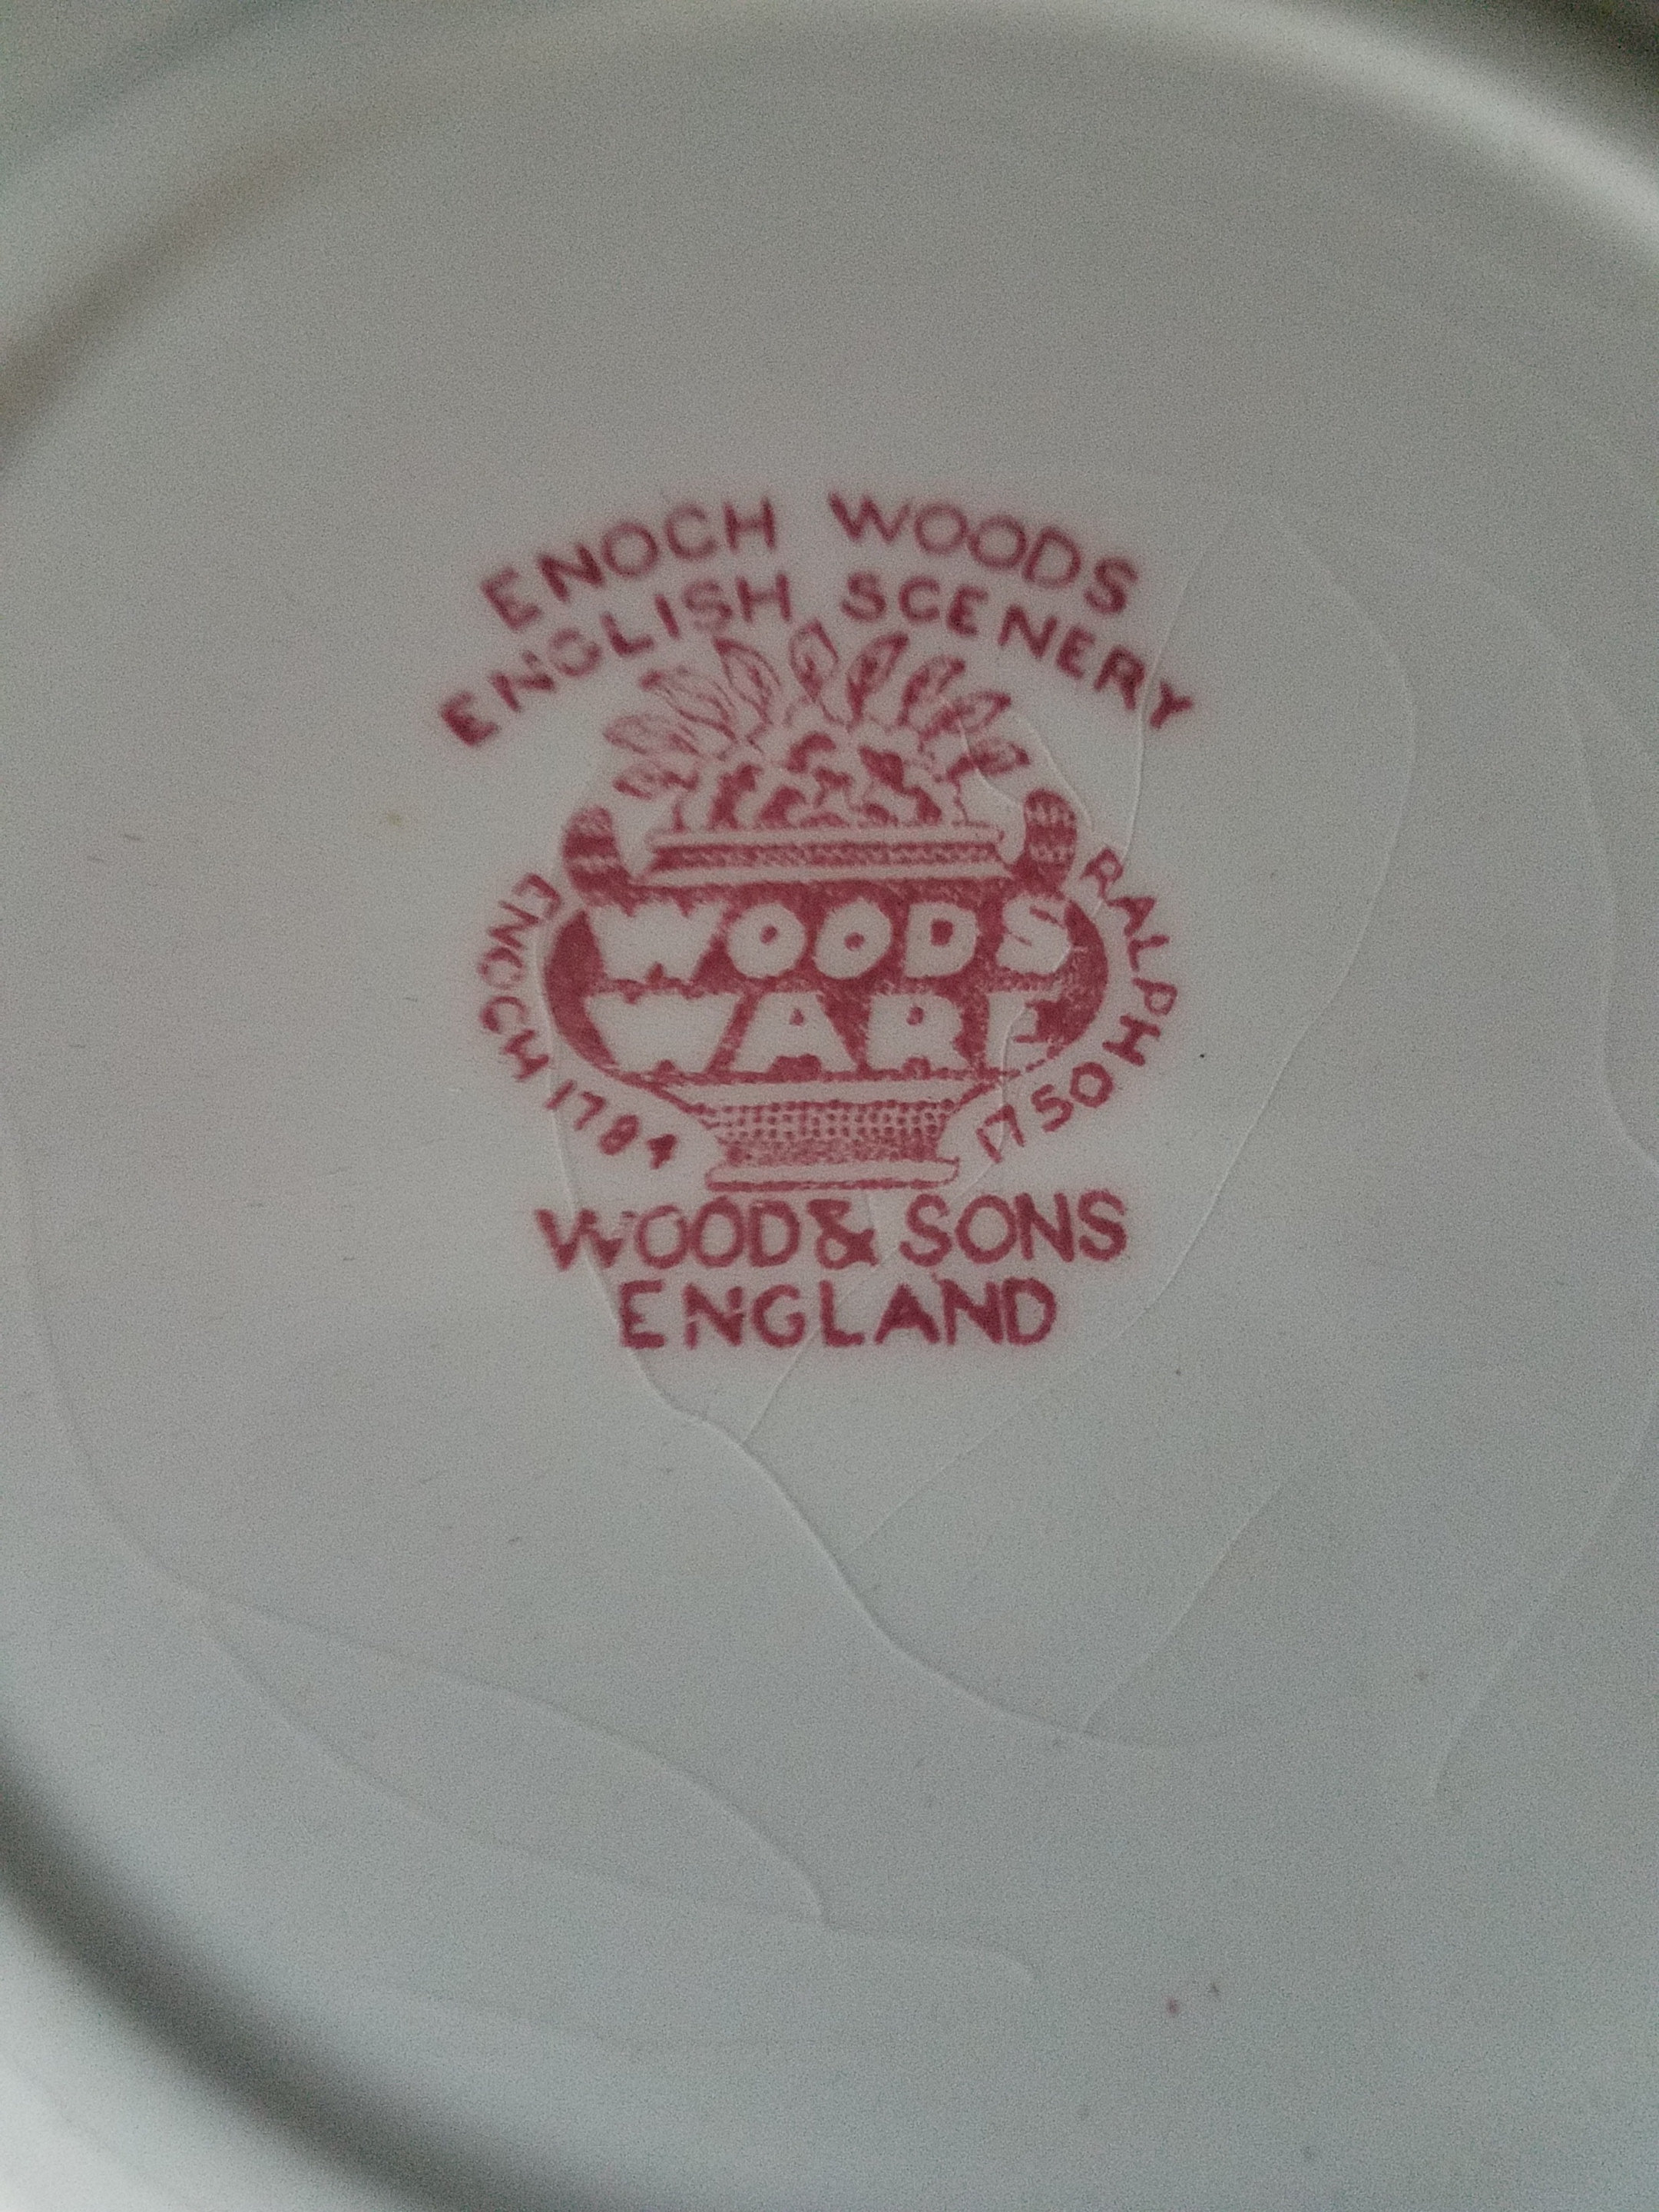 ENOCH WOODS
ENGLISH SCENERY
WOODS
WARE
ENOCH 1784
RALPH 1750
WOOD & SONS
ENGLAND